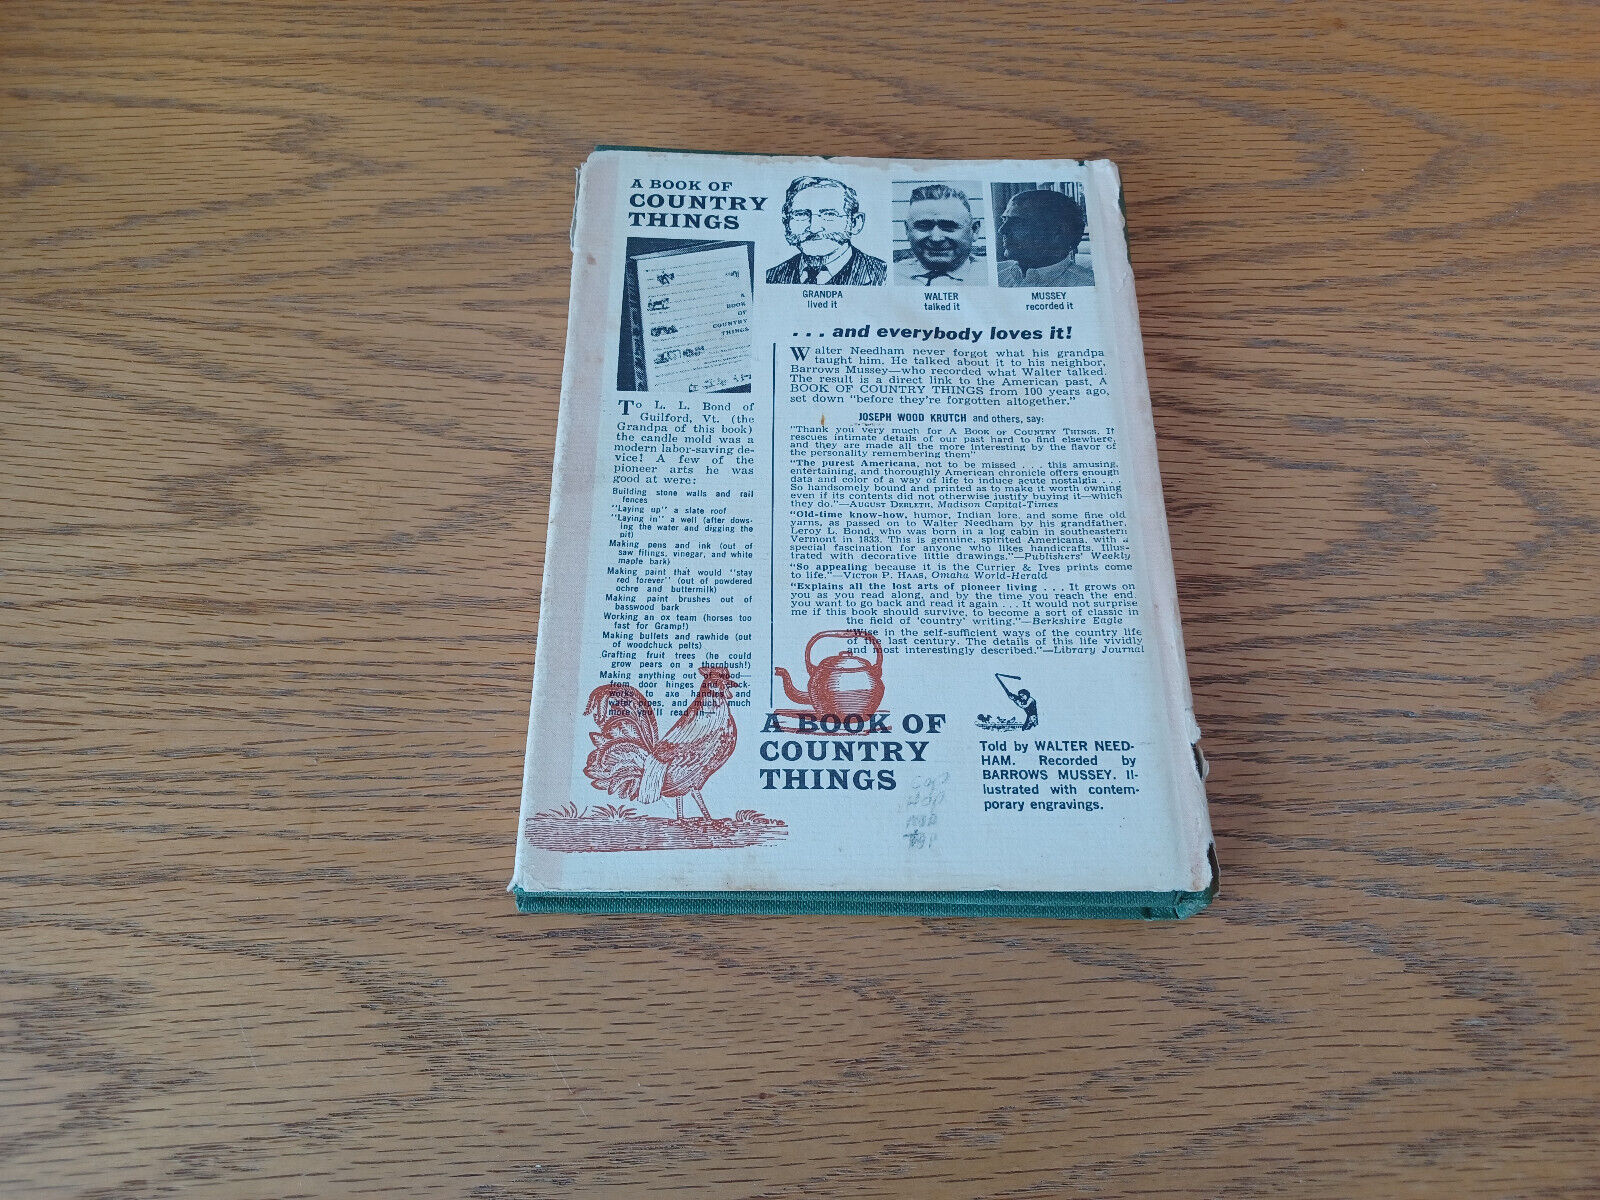 A BOOK OF
COUNTRY
THINGS
A
BOOK
OF
COUNTRY
THINGS
GRANDPA
lived it
WALTER
talked it
MUSSEY
recorded it
To L. L. Bond of
Guilford, Vt. (the
Grandpa of this book)
the candle mold was a
modern labor-saving de-
vice! A few of the
pioneer arts he was
good at were:
Building stone walls and rail
fences
"Laying up" a slate roof
"Laying in" a well (after dows-
ing the water and digging the
pit)
Making pens and ink (out of
saw filings, vinegar, and white
maple bark)
Making paint that would "stay
red forever" (out of powdered
ochre and buttermilk)
Making paint brushes out of
basswood bark
Working an ox team (horses too
fast for Gramp!)
Making bullets and rawhide (out
of woodchuck pelts)
Grafting fruit trees (he could
grow pears on a thornbush!)
Making anything out of wood—
from door hinges and clock-
works to axe handles and
water pipes, and much, much
more you'll read in—
. . . and everybody loves it!
Walter Needham never forgot what his grandpa
taught him. He talked about it to his neighbor,
Barrows Mussey—who recorded what Walter talked.
The result is a direct link to the American past, A
BOOK OF COUNTRY THINGS from 100 years ago,
set down "before they're forgotten altogether."
JOSEPH WOOD KRUTCH and others, say:
"Thank you very much for A BOOK OF COUNTRY THINGS. It
rescues intimate details of our past hard to find elsewhere,
and they are made all the more interesting by the flavor of
the personality remembering them"
"The purest Americana, not to be missed . . . this amusing,
entertaining, and thoroughly American chronicle offers enough
data and color of a way of life to induce acute nostalgia . . .
So handsomely bound and printed as to make it worth owning
even if its contents did not otherwise justify buying it—which
they do."—AUGUST DERLETH, Madison Capital-Times
"Old-time know-how, humor, Indian lore, and some fine old
yarns, as passed on to Walter Needham by his grandfather,
Leroy L. Bond, who was born in a log cabin in southeastern
Vermont in 1833. This is genuine, spirited Americana, with a
special fascination for anyone who likes handicrafts. Illus-
trated with decorative little drawings."—Publishers' Weekly
"So appealing because it is the Currier & Ives prints come
to life."—VICTOR P. HAAS, Omaha World-Herald
"Explains all the lost arts of pioneer living . . . It grows on
you as you read along, and by the time you reach the end
you want to go back and read it again . . . It would not surprise
me if this book should survive, to become a sort of classic in
the field of 'country' writing."—Berkshire Eagle
"Wise in the self-sufficient ways of the country life
of the last century. The details of this life vividly
and most interestingly described."—Library Journal
A BOOK OF
COUNTRY
THINGS
Told by WALTER NEED-
HAM. Recorded by
BARROWS MUSSEY. Il-
lustrated with contem-
porary engravings.